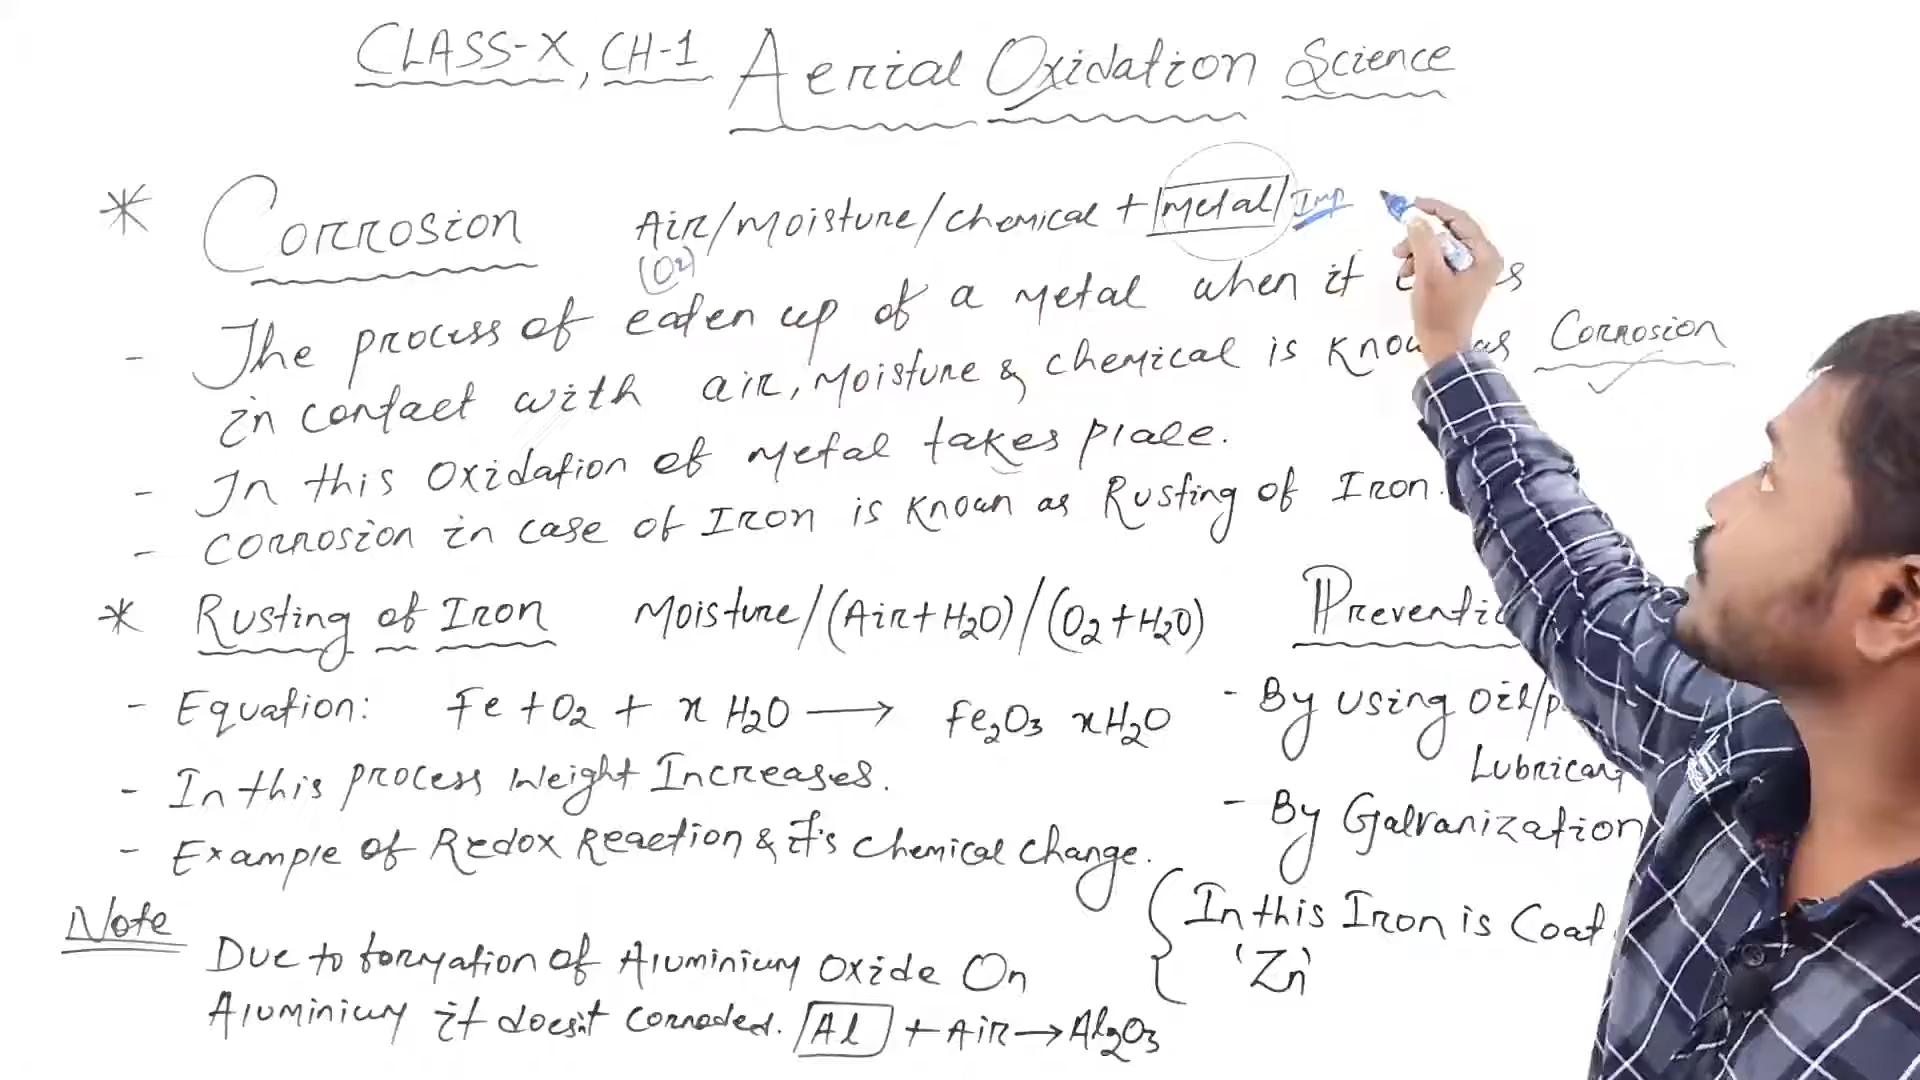 CLASS-X, CH-1 Aerial Oxidation Science
* Corrosion Air/Moisture/chemical + Metal Imp
(O2)
- The process of eaten up of a Metal when it
in contact with air, Moisture & chemical is known as Corrosion
- In this Oxidation of Metal takes place.
- Corrosion in case of Iron is known as Rusting of Iron.
* Rusting of Iron Moisture/(Air+H2O)/(O2+H2O)
- Equation: Fe + O2 + x H2O → Fe2O3 xH2O
- In this process Weight Increases.
- Example of Redox Reaction & it's chemical change.
Note
Due to formation of Aluminium Oxide On
Aluminium it does'nt corroded. Al + Air → Al2O3
- By using Oil/
- By Galvanization
{ In this Iron is Coat
'Zn'